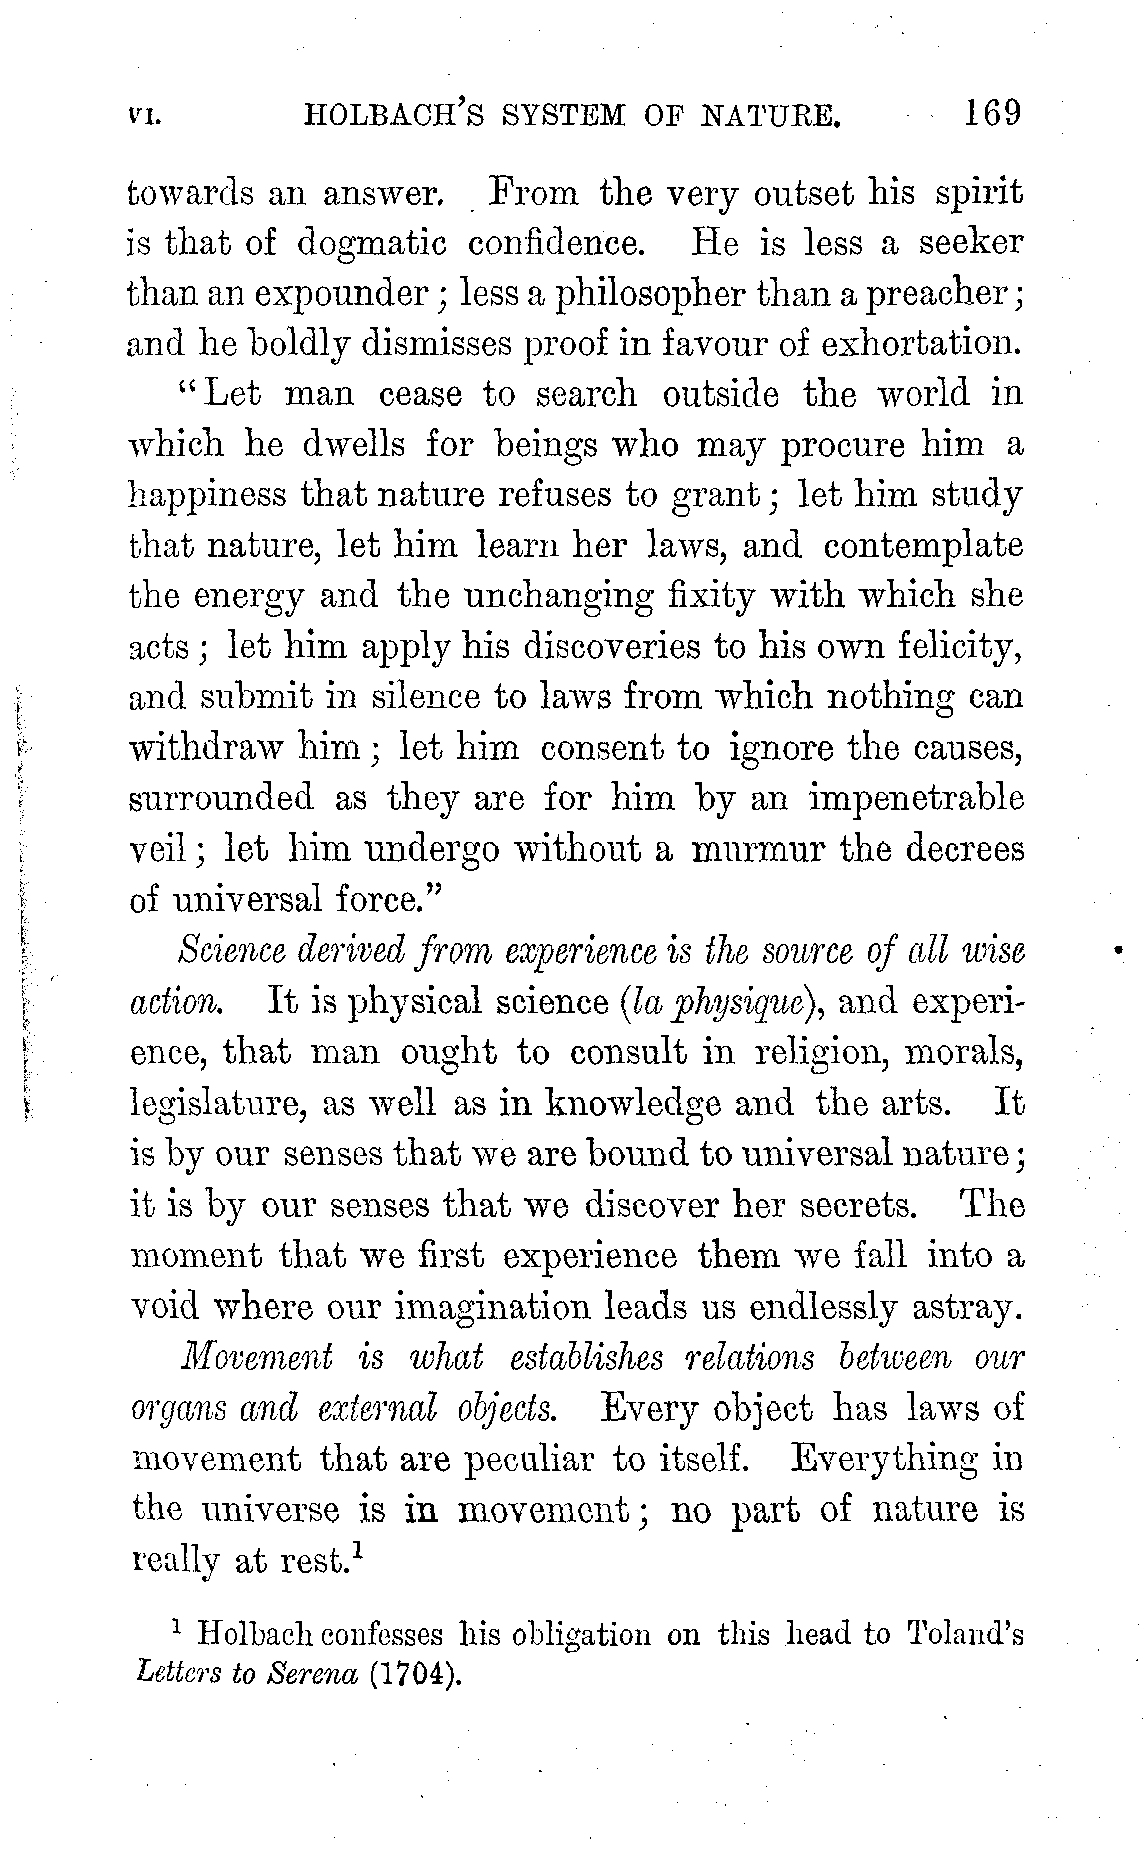 VI. HOLBACH'S SYSTEM OF NATURE. 169
towards an answer. From the very outset his spirit
is that of dogmatic confidence. He is less a seeker
than an expounder; less a philosopher than a preacher;
and he boldly dismisses proof in favour of exhortation.
"Let man cease to search outside the world in
which he dwells for beings who may procure him a
happiness that nature refuses to grant; let him study
that nature, let him learn her laws, and contemplate
the energy and the unchanging fixity with which she
acts; let him apply his discoveries to his own felicity,
and submit in silence to laws from which nothing can
withdraw him; let him consent to ignore the causes,
surrounded as they are for him by an impenetrable
veil; let him undergo without a murmur the decrees
of universal force."
Science derived from experience is the source of all wise
action. It is physical science (la physique), and experi-
ence, that man ought to consult in religion, morals,
legislature, as well as in knowledge and the arts. It
is by our senses that we are bound to universal nature;
it is by our senses that we discover her secrets. The
moment that we first experience them we fall into a
void where our imagination leads us endlessly astray.
Movement is what establishes relations between our
organs and external objects. Every object has laws of
movement that are peculiar to itself. Everything in
the universe is in movement; no part of nature is
really at rest.¹
¹ Holbach confesses his obligation on this head to Toland's
Letters to Serena (1704).